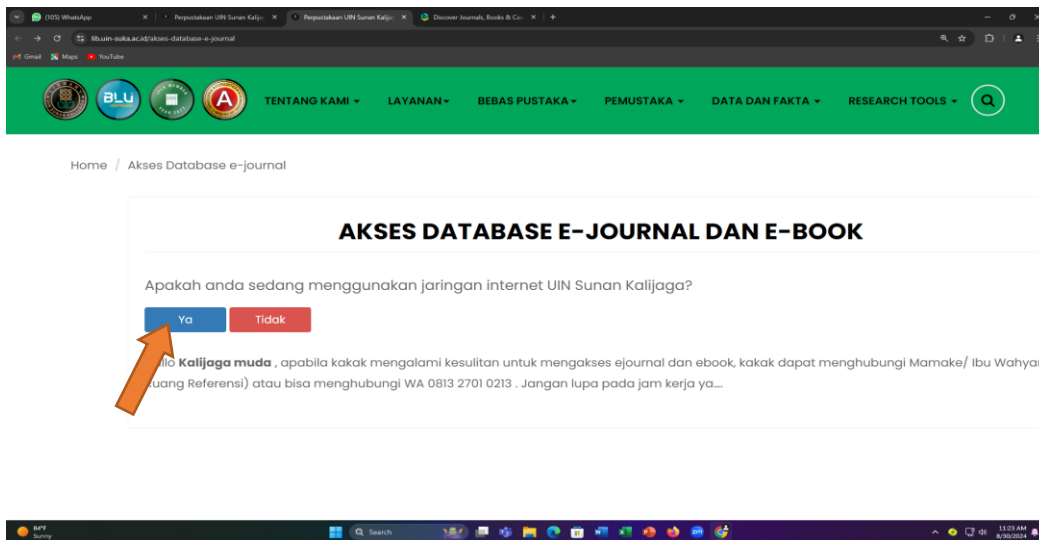 (105) WhatsApp
Perpustakaan UIN Sunan Kalij
Perpustakaan UIN Sunan Kalij
Discover Journals, Books & Ca
lib.uin-suka.ac.id/akses-database-e-journal
Gmail Maps YouTube
BLU A TENTANG KAMI LAYANAN BEBAS PUSTAKA PEMUSTAKA DATA DAN FAKTA RESEARCH TOOLS
Home / Akses Database e-journal
AKSES DATABASE E-JOURNAL DAN E-BOOK
Apakah anda sedang menggunakan jaringan internet UIN Sunan Kalijaga?
Ya Tidak
Kalijaga muda , apabila kakak mengalami kesulitan untuk mengakses ejournal dan ebook, kakak dapat menghubungi Mamake/ Ibu Wahya
Referensi) atau bisa menghubungi WA 0813 2701 0213 . Jangan lupa pada jam kerja ya....
84°F
Sunny
Search
11:23 AM
8/30/2024